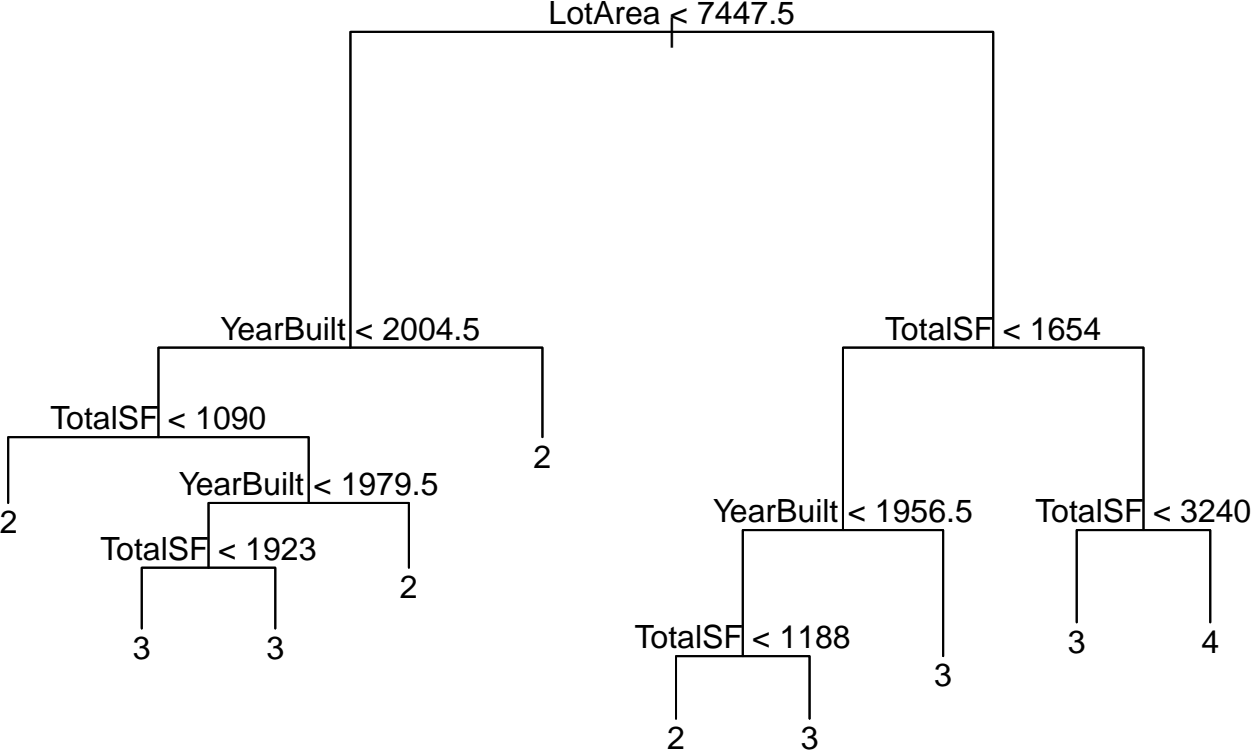 LotArea < 7447.5
YearBuilt < 2004.5
TotalSF < 1654
TotalSF < 1090
2
YearBuilt < 1979.5
YearBuilt < 1956.5
TotalSF < 3240
2
TotalSF < 1923
2
3
3
TotalSF < 1188
3
4
3
2
3